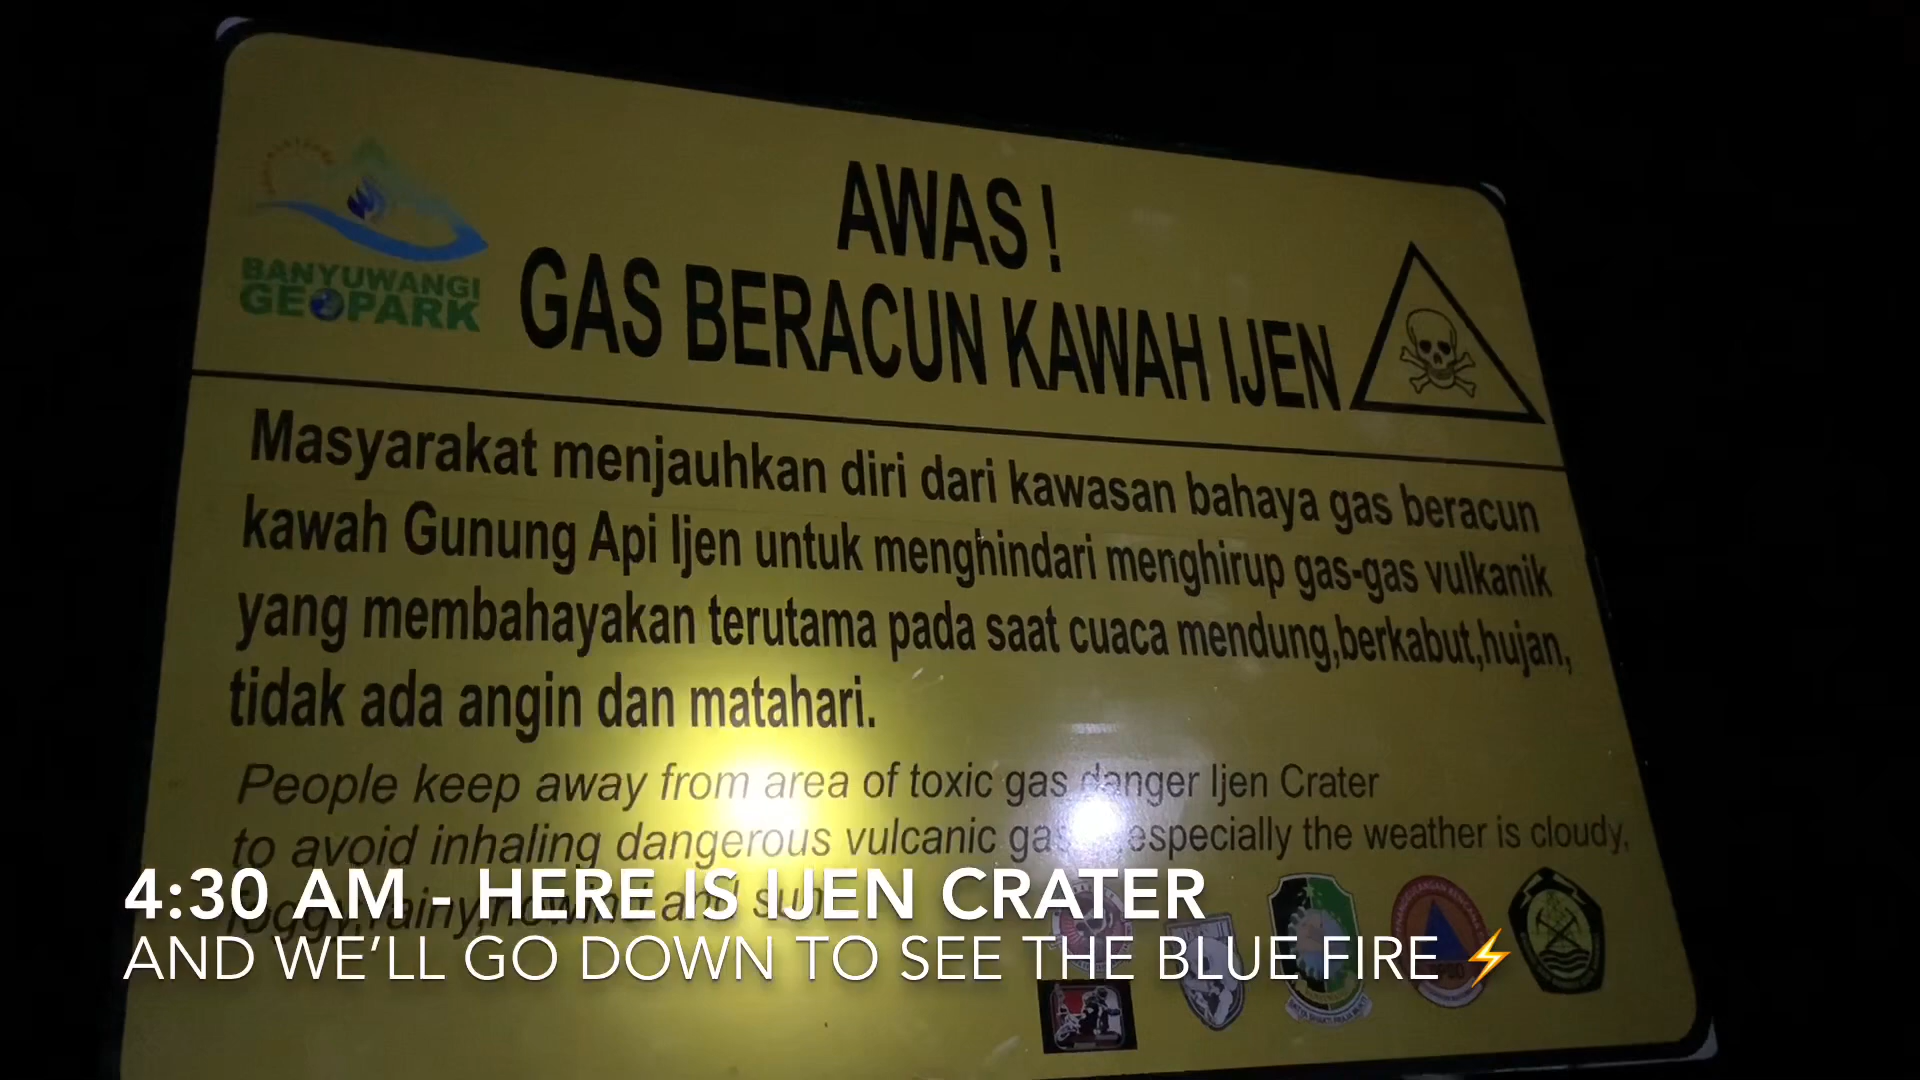 AWAS !
GAS BERACUN KAWAH IJEN
BANYUWANGI
GEOPARK
Masyarakat menjauhkan diri dari kawasan bahaya gas beracun
kawah Gunung Api Ijen untuk menghindari menghirup gas-gas vulkanik
yang membahayakan terutama pada saat cuaca mendung,berkabut,hujan,
tidak ada angin dan matahari.
People keep away from area of toxic gas danger Ijen Crater
to avoid inhaling dangerous vulcanic especially the weather is cloudy,
foggy,rainy,
4:30 AM - HERE IS IJEN CRATER
AND WE’LL GO DOWN TO SEE THE BLUE FIRE ⚡